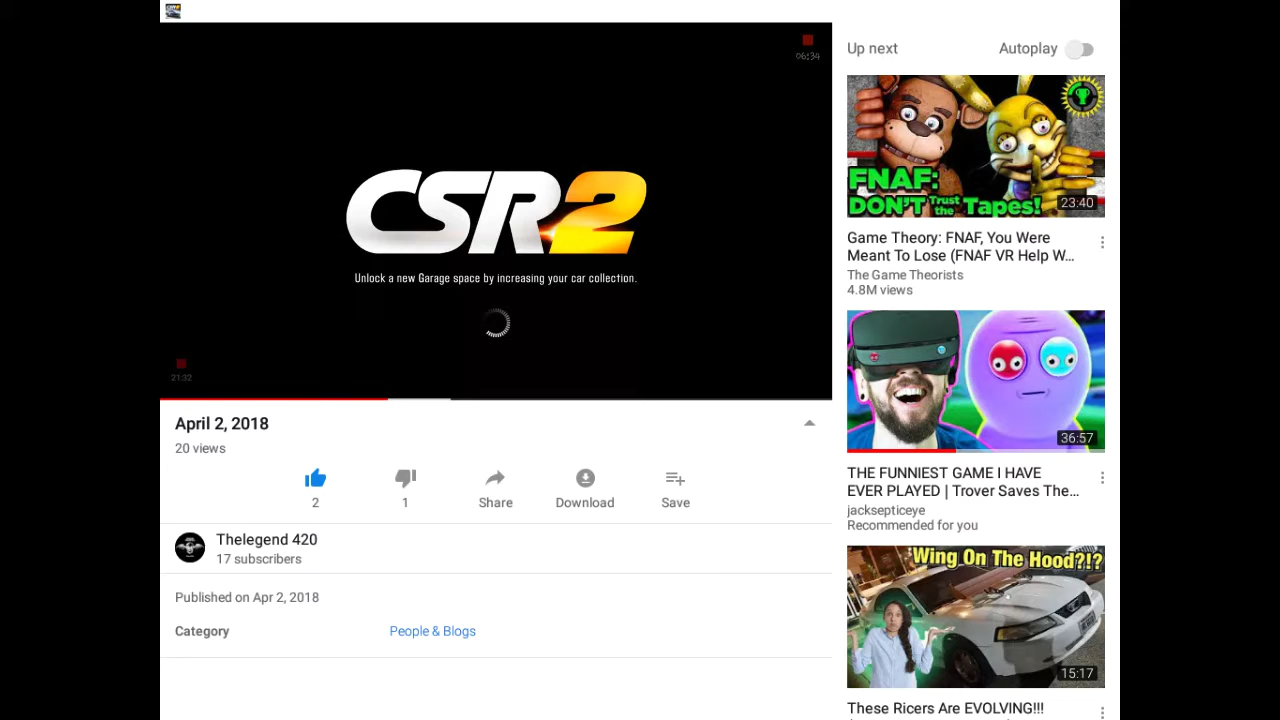 06:34
CSR2
Unlock a new Garage space by increasing your car collection.
21:32
April 2, 2018
20 views
2
1
Share
Download
Save
Thelegend 420
17 subscribers
Published on Apr 2, 2018
Category
People & Blogs
Up next
Autoplay
FNAF:
DON'T Trust the Tapes!
23:40
Game Theory: FNAF, You Were
Meant To Lose (FNAF VR Help W...
The Game Theorists
4.8M views
36:57
THE FUNNIEST GAME I HAVE
EVER PLAYED | Trover Saves The...
jacksepticeye
Recommended for you
Wing On The Hood?!?
15:17
These Ricers Are EVOLVING!!!